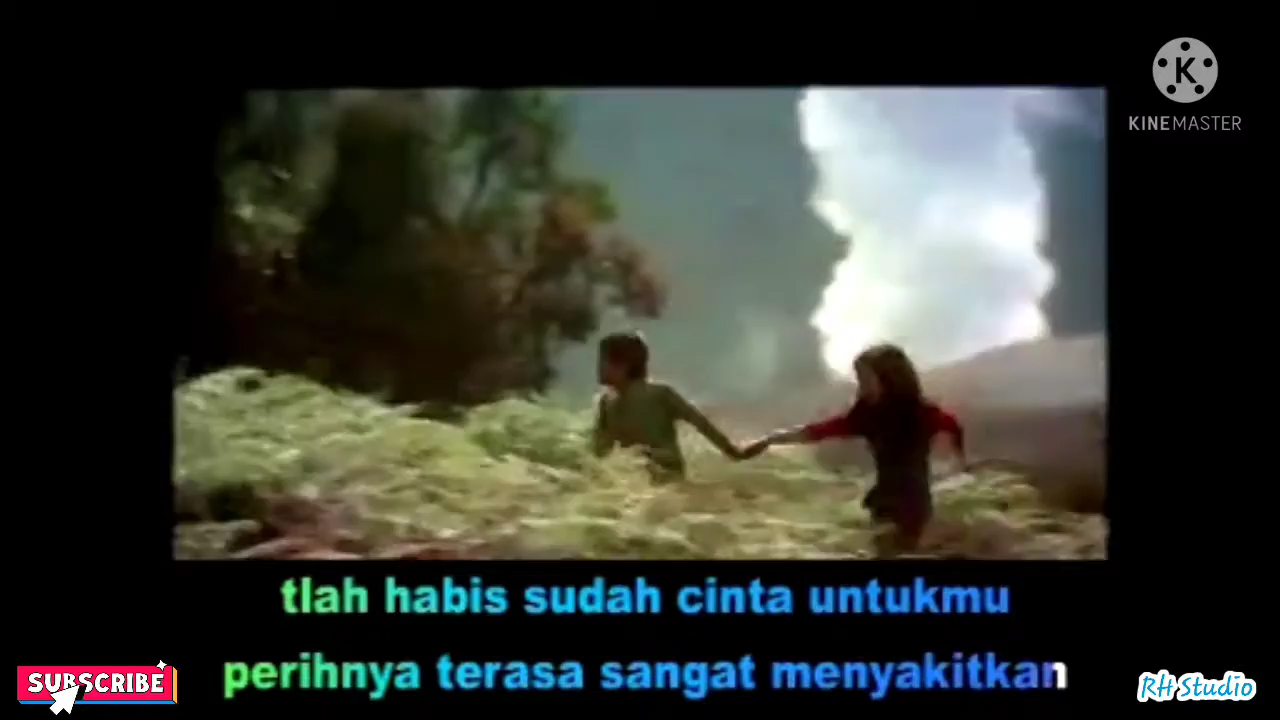 K
KINEMASTER
tlah habis sudah cinta untukmu
perihnya terasa sangat menyakitkan
SUBSCRIBE
RH Studio